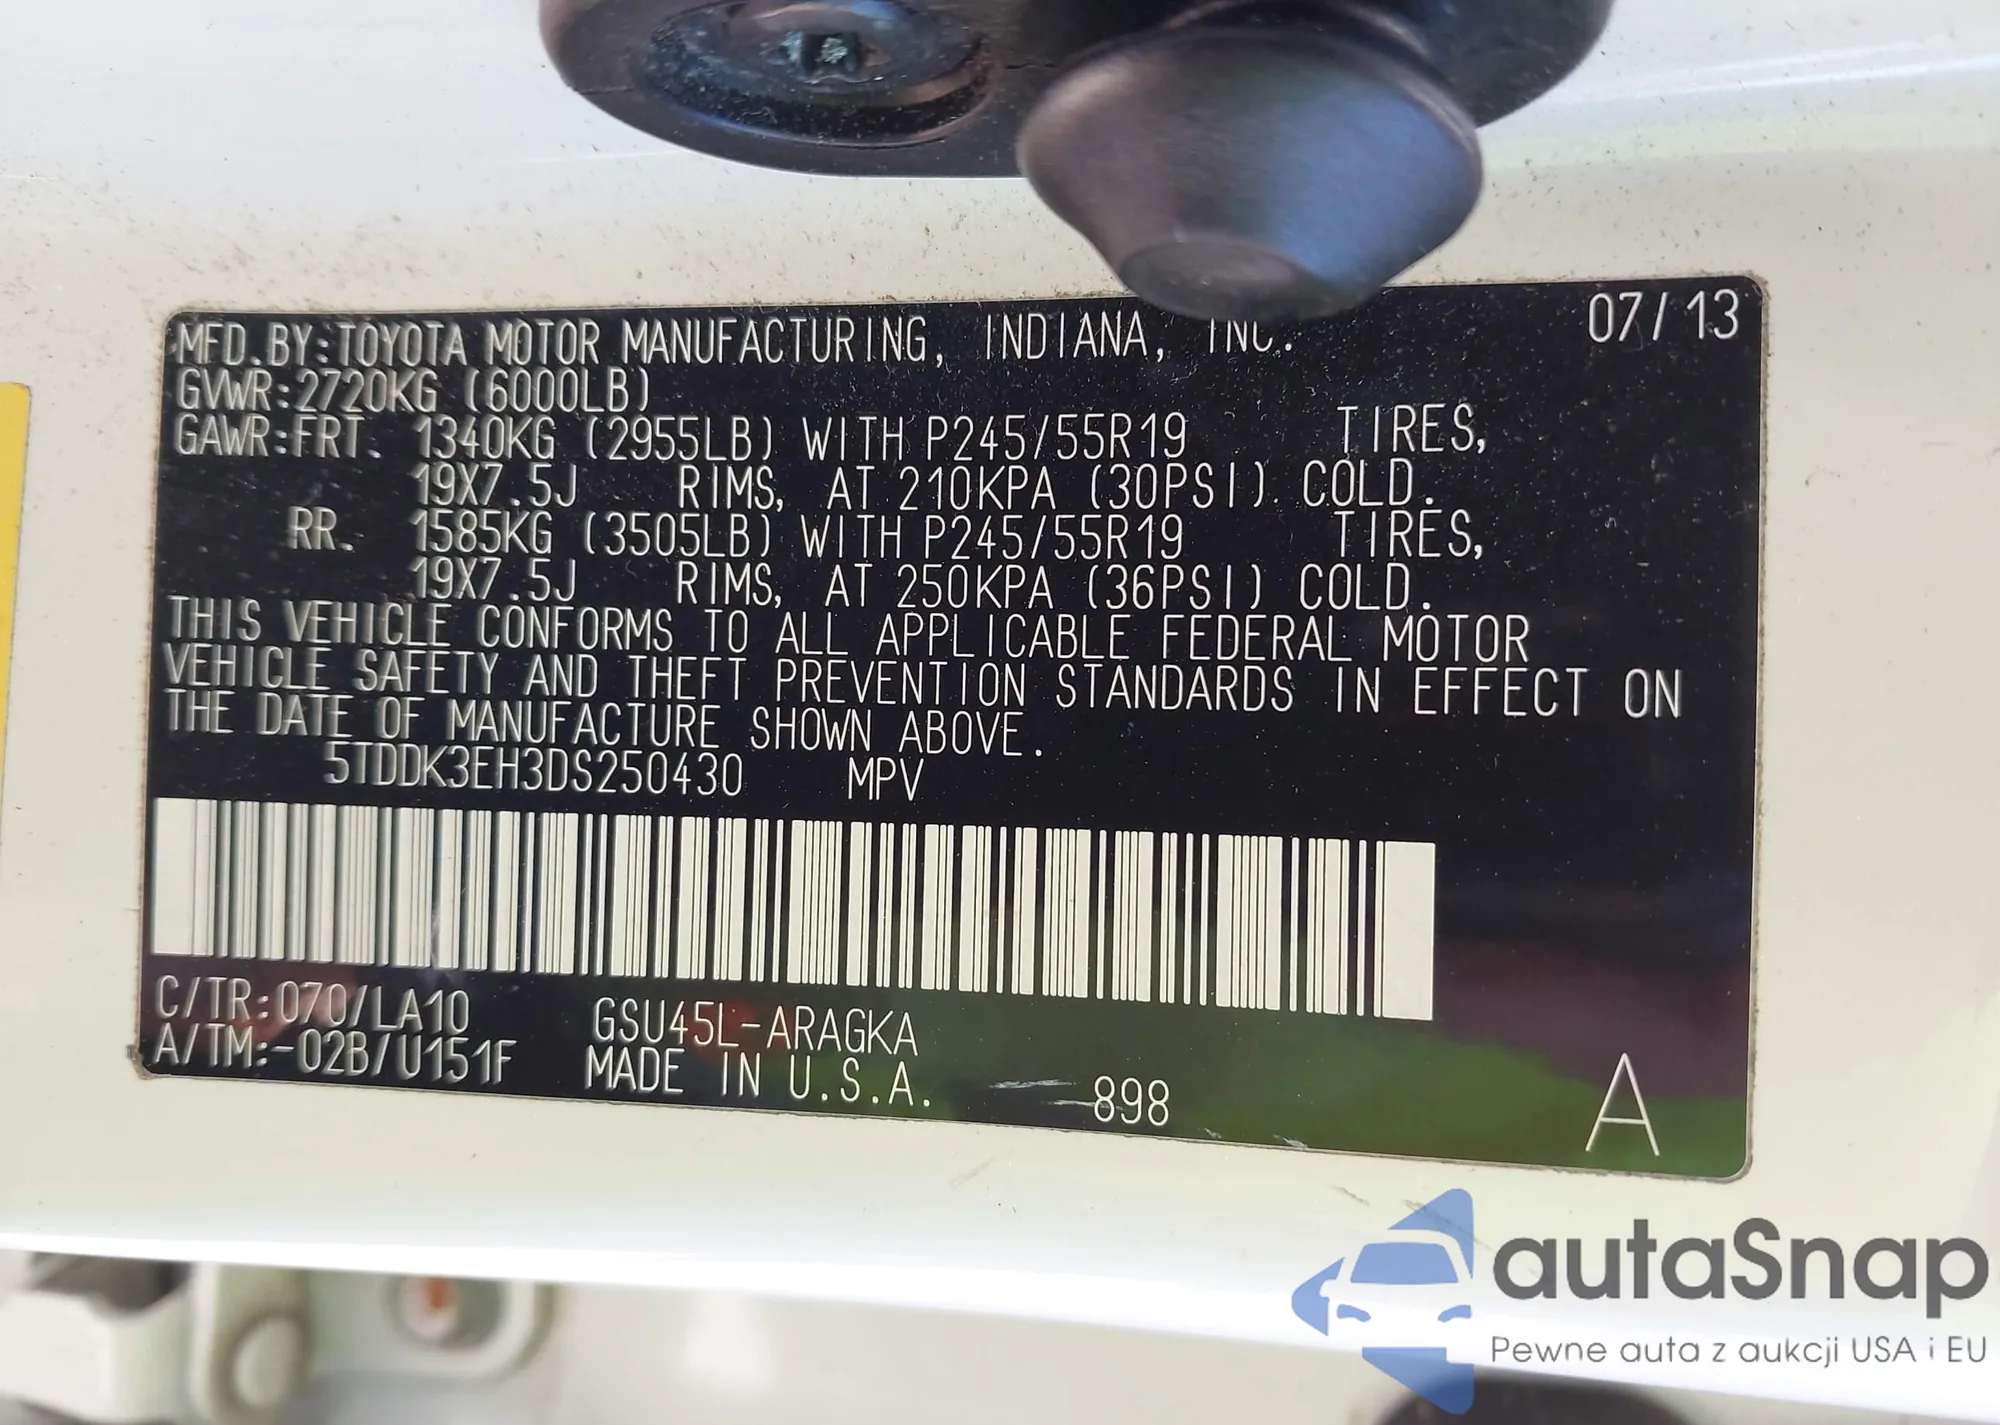 07/13
MFD.BY:TOYOTA MOTOR MANUFACTURING, INDIANA, INC.
GVWR:2720KG (6000LB)
GAWR:FRT. 1340KG (2955LB) WITH P245/55R19 TIRES,
19X7.5J RIMS, AT 210KPA (30PSI) COLD.
RR. 1585KG (3505LB) WITH P245/55R19 TIRES,
19X7.5J RIMS, AT 250KPA (36PSI) COLD.
THIS VEHICLE CONFORMS TO ALL APPLICABLE FEDERAL MOTOR
VEHICLE SAFETY AND THEFT PREVENTION STANDARDS IN EFFECT ON
THE DATE OF MANUFACTURE SHOWN ABOVE.
5TDDK3EH3DS250430 MPV
C/TR:070/LA10 GSU45L-ARAGKA
A/TM:-02B/U151F MADE IN U.S.A. 898 A
autaSnap
Pewne auta z aukcji USA i EU